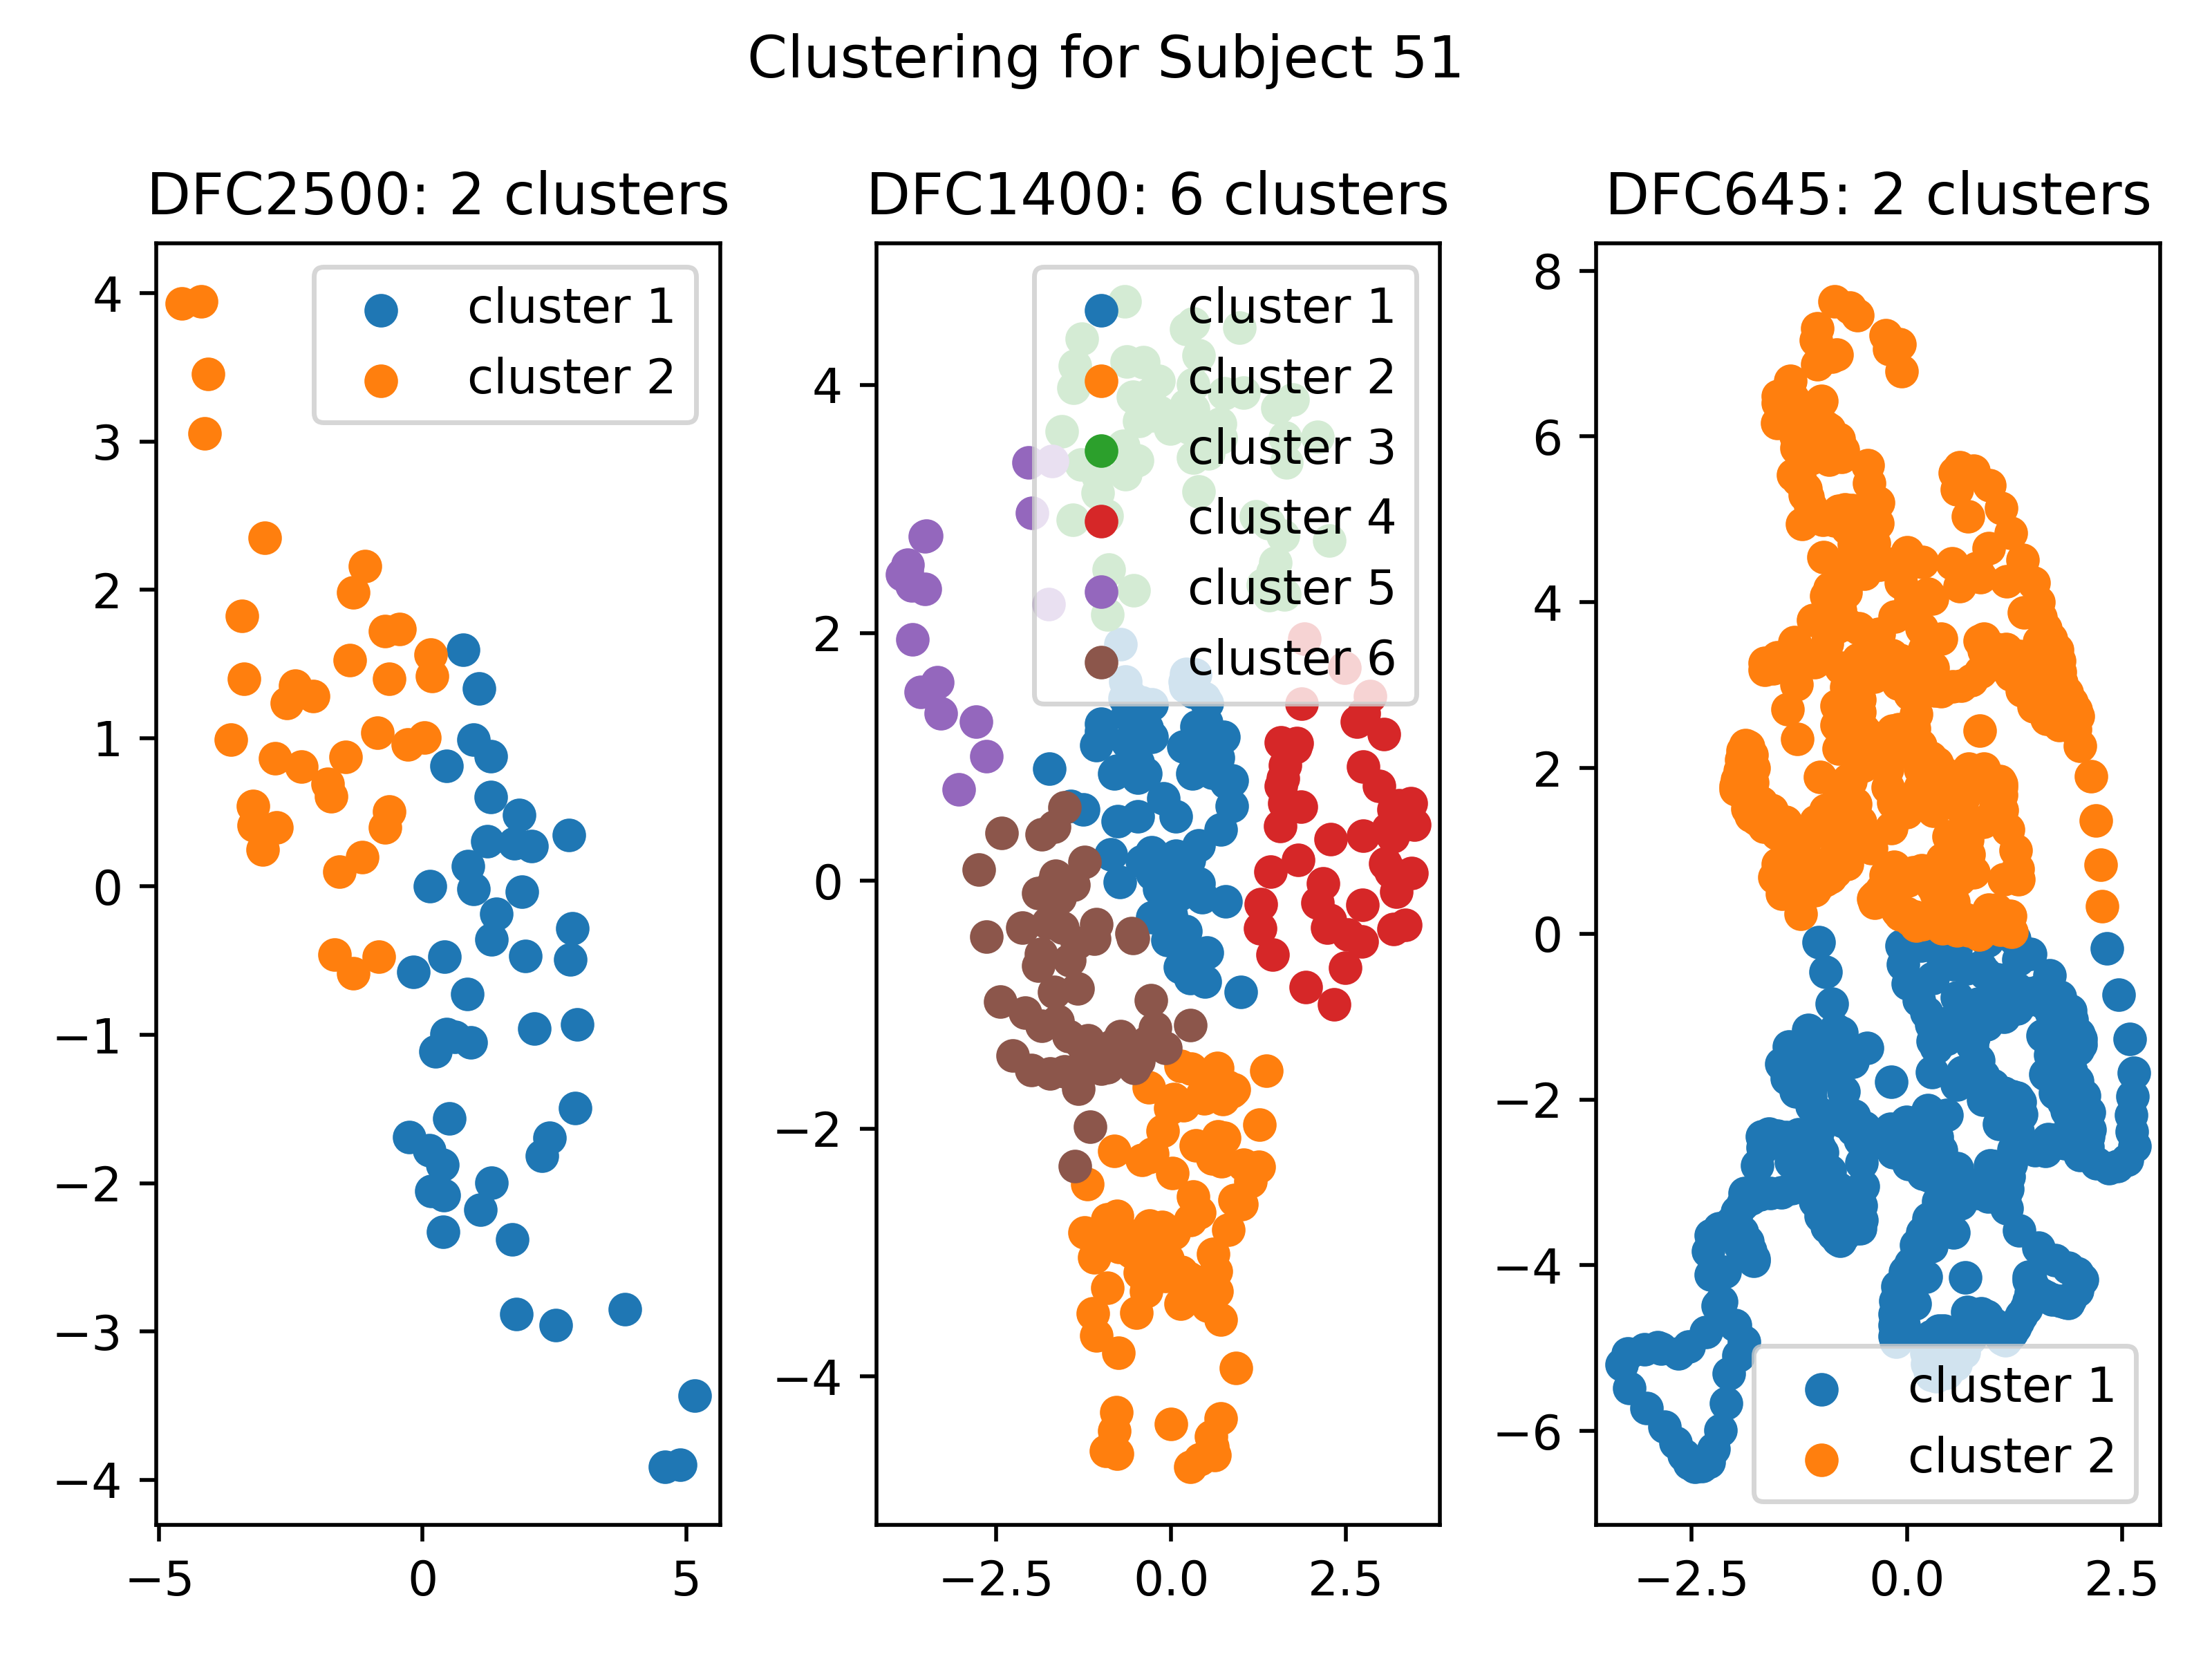 Clustering for Subject 51
DFC2500: 2 clusters
DFC1400: 6 clusters
DFC645: 2 clusters
4
3
2
1
0
−1
−2
−3
−4
−5
0
5
cluster 1
cluster 2
4
2
0
−2
−4
−2.5
0.0
2.5
cluster 1
cluster 2
cluster 3
cluster 4
cluster 5
cluster 6
8
6
4
2
0
−2
−4
−6
−2.5
0.0
2.5
cluster 1
cluster 2